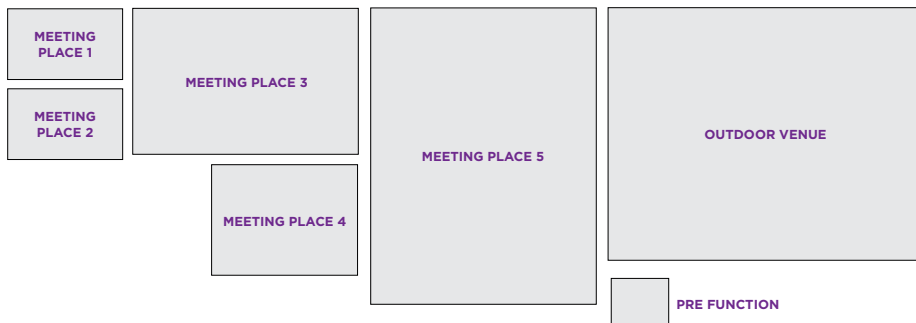 MEETING
PLACE 1
MEETING
PLACE 2
MEETING PLACE 3
MEETING PLACE 4
MEETING PLACE 5
OUTDOOR VENUE
PRE FUNCTION